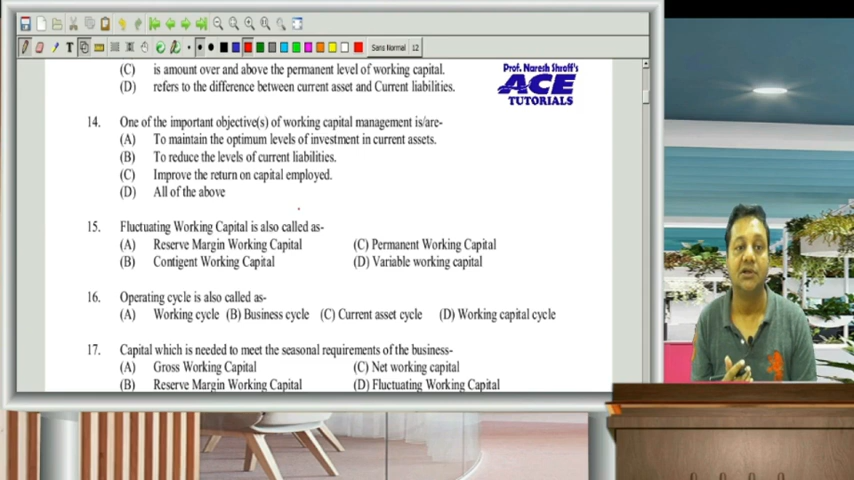 Sans Normal 12
(C) is amount over and above the permanent level of working capital.
(D) refers to the difference between current asset and Current liabilities.
Prof. Naresh Shroff's
ACE
TUTORIALS
14. One of the important objective(s) of working capital management is/are-
(A) To maintain the optimum levels of investment in current assets.
(B) To reduce the levels of current liabilities.
(C) Improve the return on capital employed.
(D) All of the above
15. Fluctuating Working Capital is also called as-
(A) Reserve Margin Working Capital (C) Permanent Working Capital
(B) Contigent Working Capital (D) Variable working capital
16. Operating cycle is also called as-
(A) Working cycle (B) Business cycle (C) Current asset cycle (D) Working capital cycle
17. Capital which is needed to meet the seasonal requirements of the business-
(A) Gross Working Capital (C) Net working capital
(B) Reserve Margin Working Capital (D) Fluctuating Working Capital